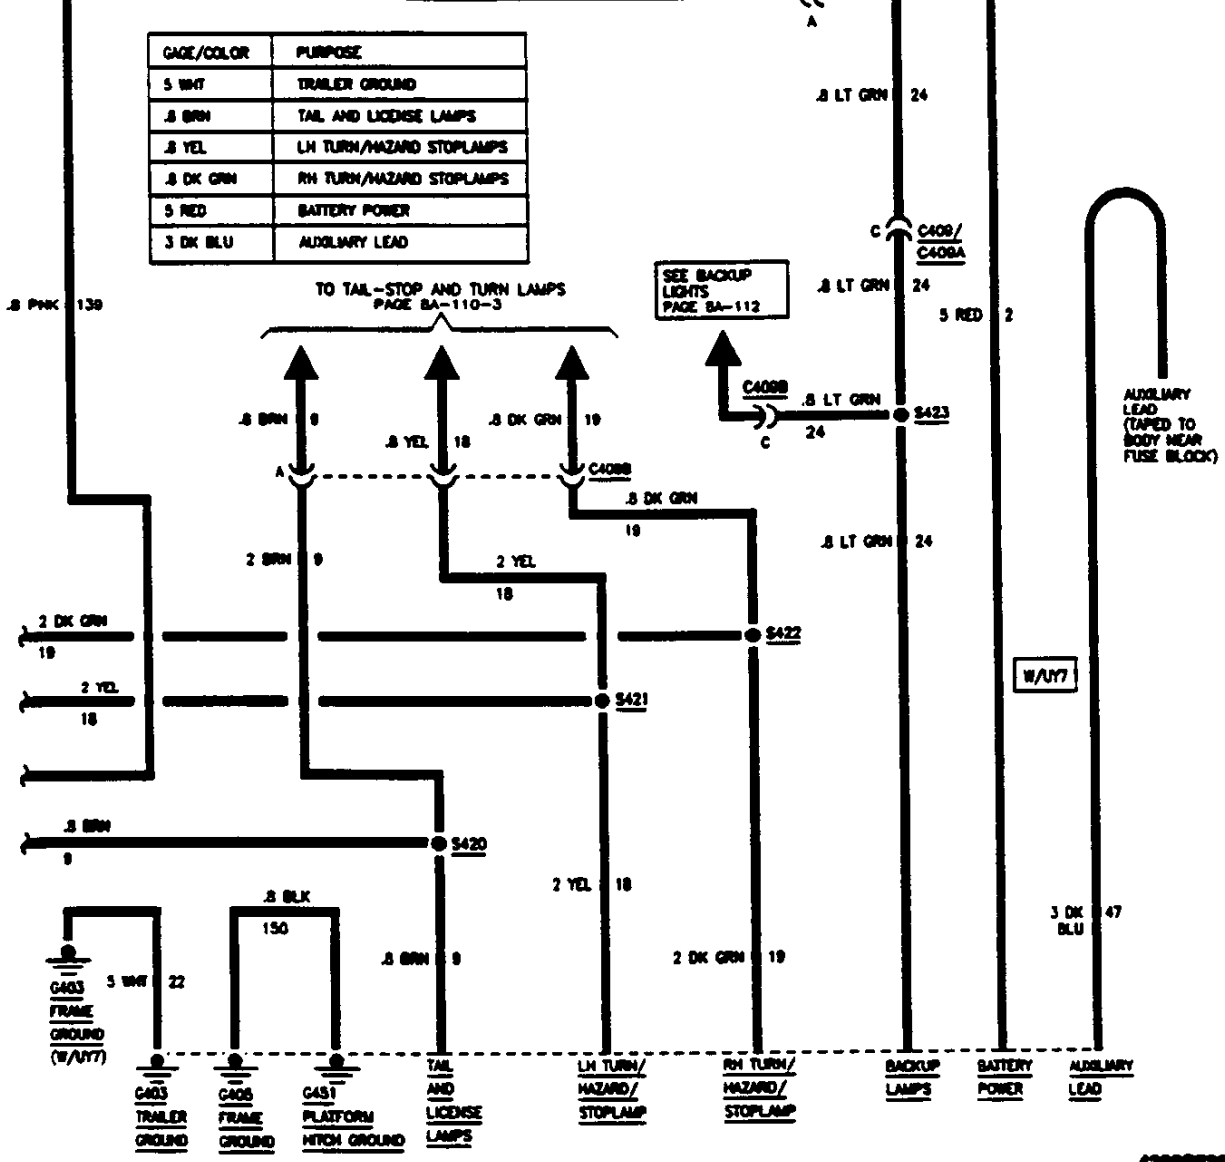 A
GAGE/COLOR PURPOSE
5 WHT TRAILER GROUND
.8 BRN TAIL AND LICENSE LAMPS
.8 YEL LH TURN/HAZARD STOPLAMPS
.8 DK GRN RH TURN/HAZARD STOPLAMPS
5 RED BATTERY POWER
3 DK BLU AUXILIARY LEAD
.8 LT GRN 24
C C409/
C409A
.8 PNK 139
TO TAIL-STOP AND TURN LAMPS
PAGE 8A-110-3
SEE BACKUP
LIGHTS
PAGE 8A-112
.8 LT GRN 24
5 RED 2
C409B
.8 LT GRN
24
C
S423
AUXILIARY
LEAD
(TAPED TO
BODY NEAR
FUSE BLOCK)
.8 BRN 9
.8 YEL 18
.8 DK GRN 19
A
C409B
.8 DK GRN
19
.8 LT GRN 24
2 BRN 9
2 YEL
18
2 DK GRN
19
S422
W/UY7
2 YEL
18
S421
.8 BRN
9
S420
.8 BLK
150
2 YEL 18
3 DK
BLU
47
.8 BRN 9
2 DK GRN 19
5 WHT 22
G403
FRAME
GROUND
(W/UY7)
G403
TRAILER
GROUND
G405
FRAME
GROUND
G451
PLATFORM
HITCH GROUND
TAIL
AND
LICENSE
LAMPS
LH TURN/
HAZARD/
STOPLAMP
RH TURN/
HAZARD/
STOPLAMP
BACKUP
LAMPS
BATTERY
POWER
AUXILIARY
LEAD